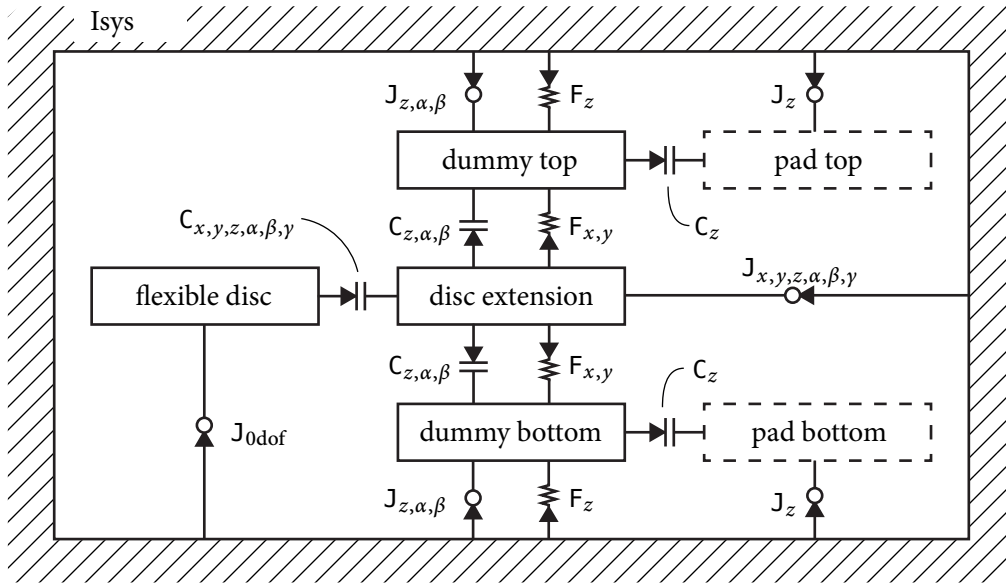 Isys
J_{z,α,β} F_z J_z
dummy top pad top
C_{x,y,z,α,β,γ} C_{z,α,β} F_{x,y} C_z
J_{x,y,z,α,β,γ}
flexible disc disc extension
C_{z,α,β} F_{x,y} C_z
J_{0dof} dummy bottom pad bottom
J_{z,α,β} F_z J_z